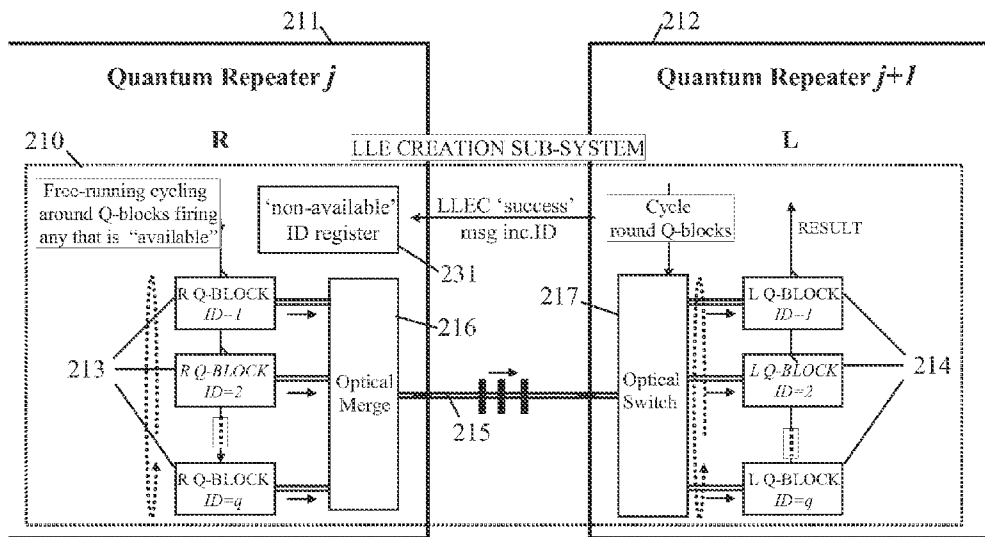 211
212
Quantum Repeater j
Quantum Repeater j+1
210
R
LLE CREATION SUB-SYSTEM
L
Free-running cycling
around Q-blocks firing
any that is “available”
‘non-available’
ID register
LLEC ‘success’
msg inc.ID
Cycle
round Q-blocks
RESULT
231
217
R Q-BLOCK
ID=1
216
L Q-BLOCK
ID=1
213
R Q-BLOCK
ID=2
Optical
Merge
215
Optical
Switch
L Q-BLOCK
ID=2
214
R Q-BLOCK
ID=q
L Q-BLOCK
ID=q